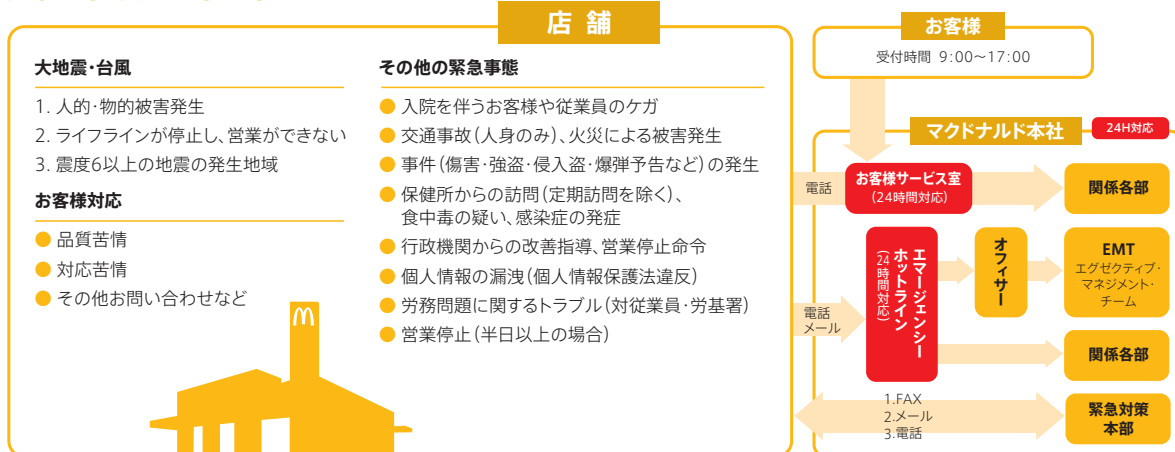 店舗
大地震・台風
1. 人的・物的被害発生
2. ライフラインが停止し、営業ができない
3. 震度6以上の地震の発生地域
お客様対応
品質苦情
対応苦情
その他お問い合わせなど
その他の緊急事態
入院を伴うお客様や従業員のケガ
交通事故（人身のみ）、火災による被害発生
事件（傷害・強盗・侵入盗・爆弾予告など）の発生
保健所からの訪問（定期訪問を除く）、
食中毒の疑い、感染症の発症
行政機関からの改善指導、営業停止命令
個人情報の漏洩（個人情報保護法違反）
労務問題に関するトラブル（対従業員・労基署）
営業停止（半日以上の場合）
お客様
受付時間 9:00〜17:00
マクドナルド本社
24H対応
電話
お客様サービス室
（24時間対応）
関係各部
電話
メール
エマージェンシー
ホットライン
（24時間対応）
オフィサー
EMT
エグゼクティブ・
マネジメント・
チーム
関係各部
1.FAX
2.メール
3.電話
緊急対策
本部